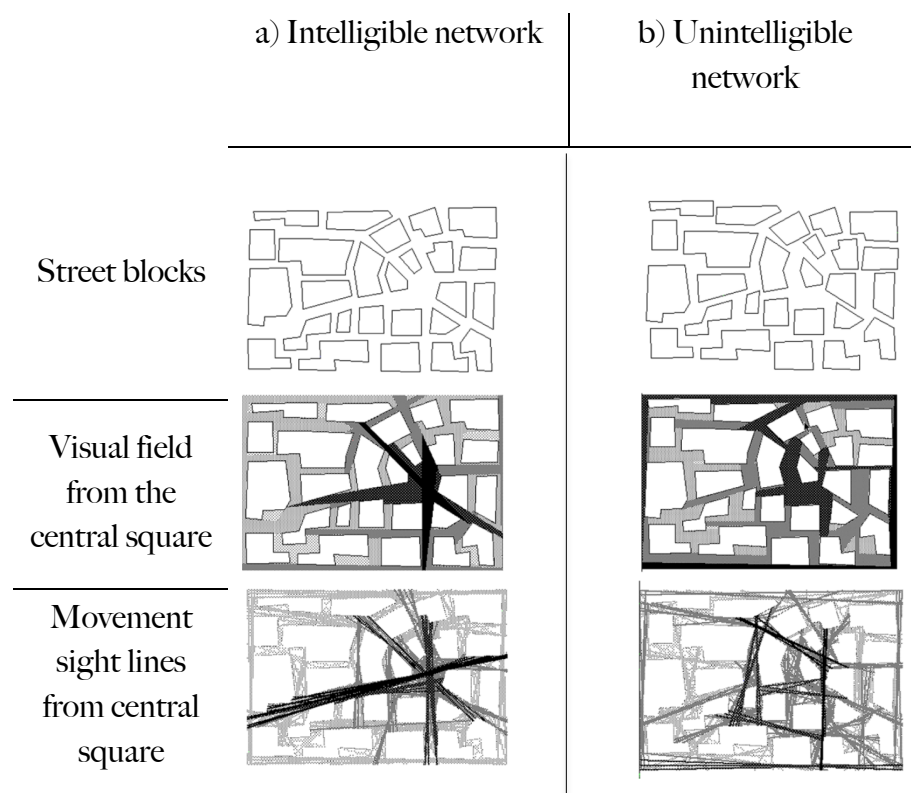 a) Intelligible network
b) Unintelligible
network
Street blocks
Visual field
from the
central square
Movement
sight lines
from central
square